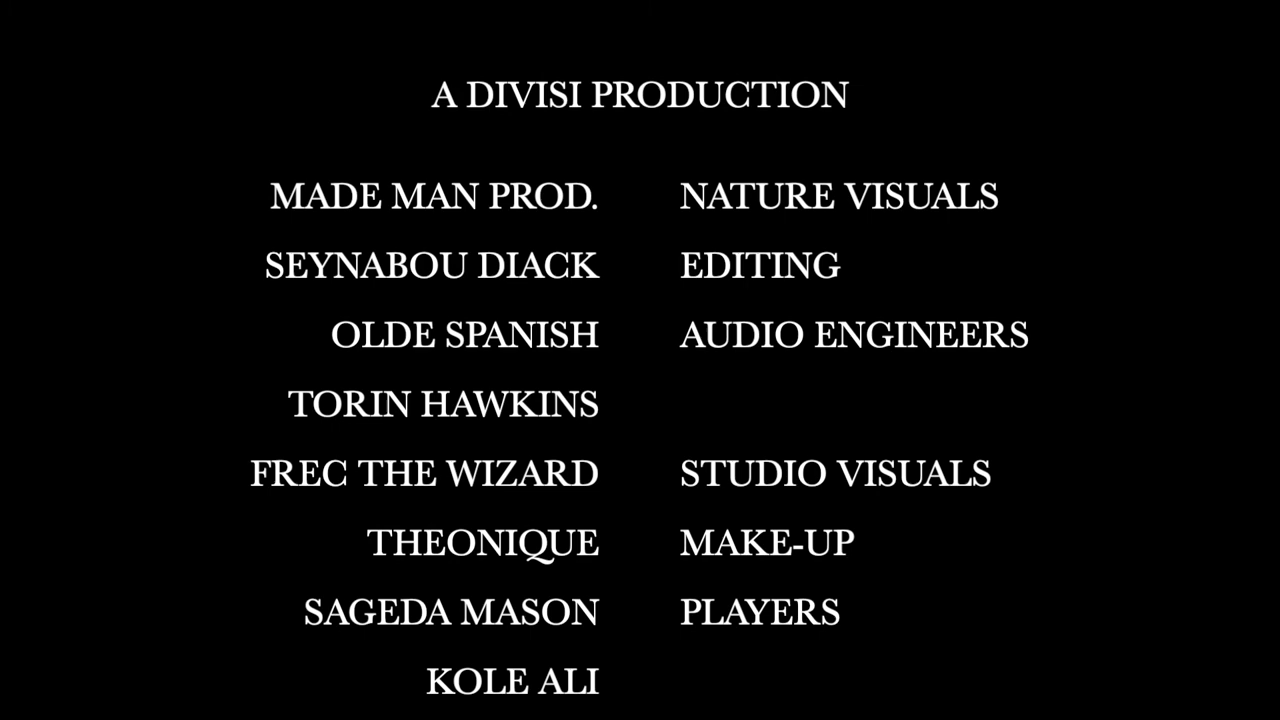 A DIVISI PRODUCTION
MADE MAN PROD. NATURE VISUALS
SEYNABOU DIACK EDITING
OLDE SPANISH AUDIO ENGINEERS
TORIN HAWKINS
FREC THE WIZARD STUDIO VISUALS
THEONIQUE MAKE-UP
SAGEDA MASON PLAYERS
KOLE ALI